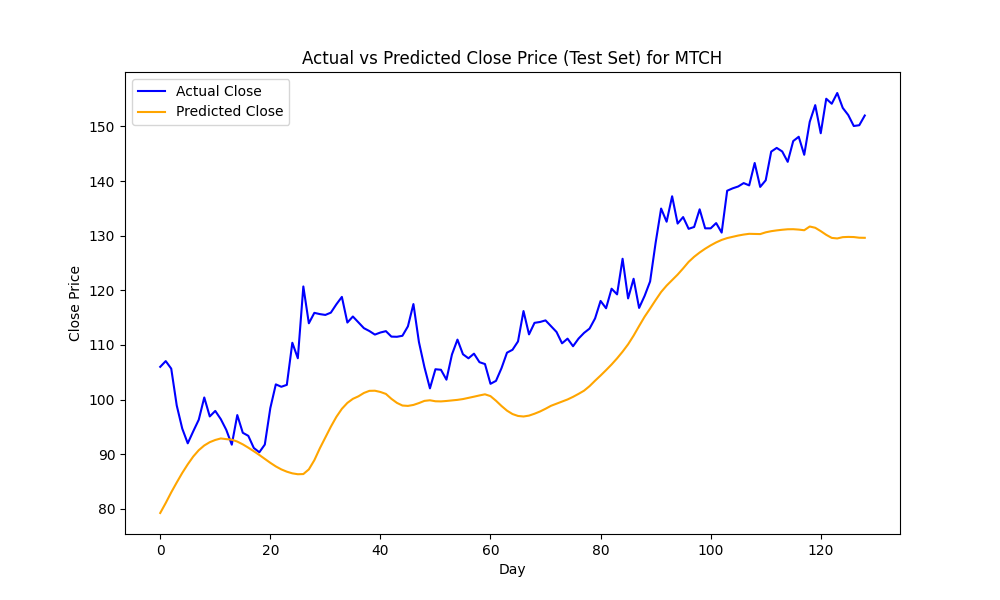 Actual vs Predicted Close Price (Test Set) for MTCH
Actual Close
Predicted Close
Close Price
150
140
130
120
110
100
90
80
0 20 40 60 80 100 120
Day